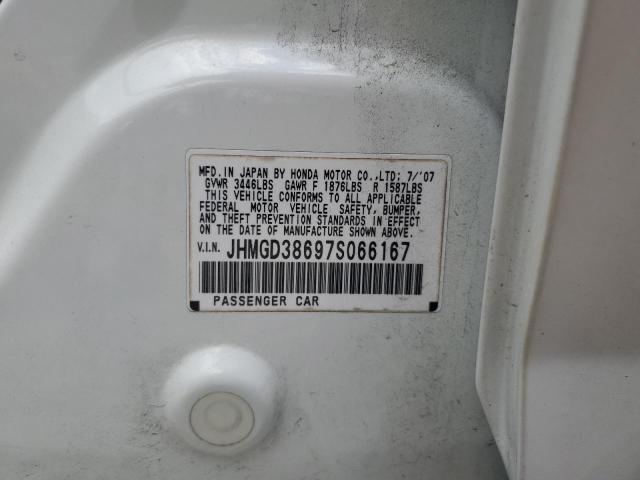 MFD. IN JAPAN BY HONDA MOTOR CO., LTD; 7/'07
GVWR 3446LBS GAWR F 1876LBS R 1587LBS
THIS VEHICLE CONFORMS TO ALL APPLICABLE
FEDERAL MOTOR VEHICLE SAFETY, BUMPER,
AND THEFT PREVENTION STANDARDS IN EFFECT
ON THE DATE OF MANUFACTURE SHOWN ABOVE.
V.I.N. JHMGD38697S066167
PASSENGER CAR